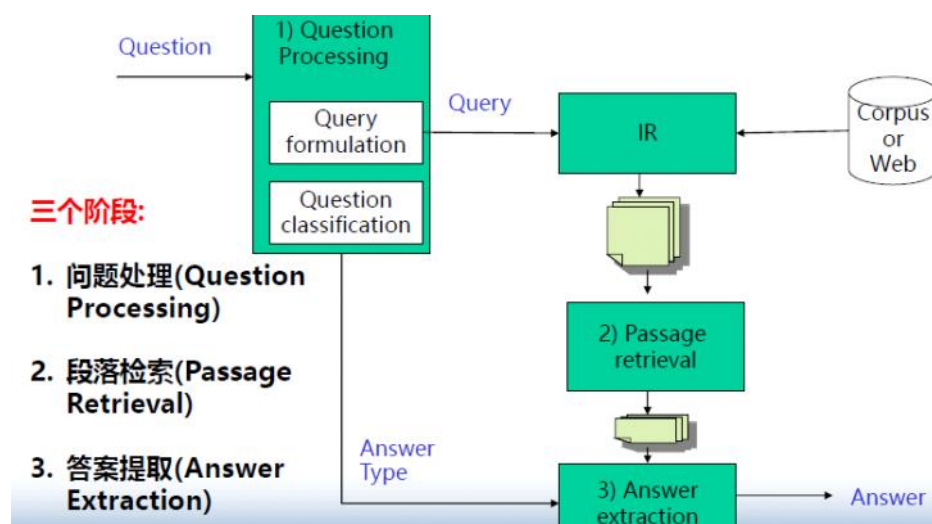 Question
1) Question
Processing
Query
formulation
Question
classification
Query
IR
Corpus
or
Web
三个阶段:
1. 问题处理(Question
Processing)
2. 段落检索(Passage
Retrieval)
3. 答案提取(Answer
Extraction)
2) Passage
retrieval
Answer
Type
3) Answer
extraction
Answer